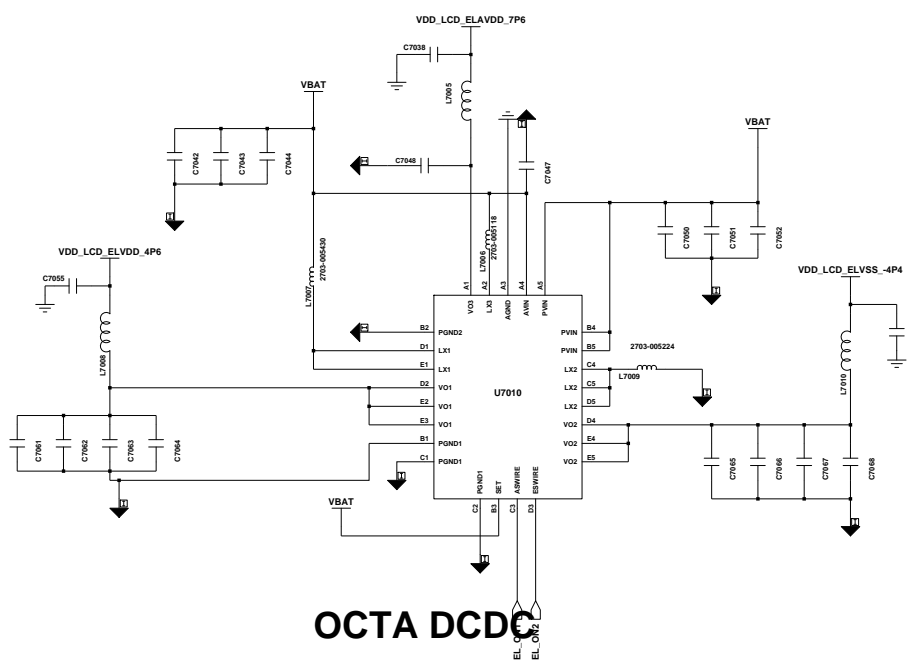 VDD_LCD_ELAVDD_7P6
C7038
L7005
VBAT
C7042
C7043
C7044
C7048
C7047
VBAT
2703-005430
L7007
L7006
2703-005118
C7050
C7051
C7052
VDD_LCD_ELVDD_4P6
C7055
L7008
VDD_LCD_ELVSS_-4P4
L7010
A1
A2
A3
A4
A5
VO3
LX3
AGND
AVIN
PVIN
B2
PGND2
D1
LX1
E1
LX1
D2
VO1
E2
VO1
E3
VO1
B1
PGND1
C1
PGND1
U7010
PVIN
B4
PVIN
B5
LX2
C4
LX2
C5
LX2
D5
VO2
D4
VO2
E4
VO2
E5
2703-005224
L7009
C7061
C7062
C7063
C7064
C7065
C7066
C7067
C7068
PGND1
SET
ASWIRE
ESWIRE
C2
B3
C3
D3
VBAT
OCTA DCDC
EL_ON1
EL_ON2